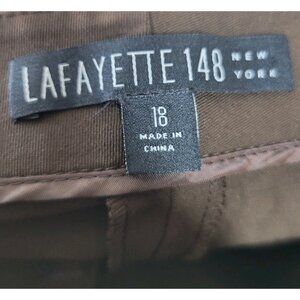 LAFAYETTE 148 NEW YORK
18
MADE IN
CHINA